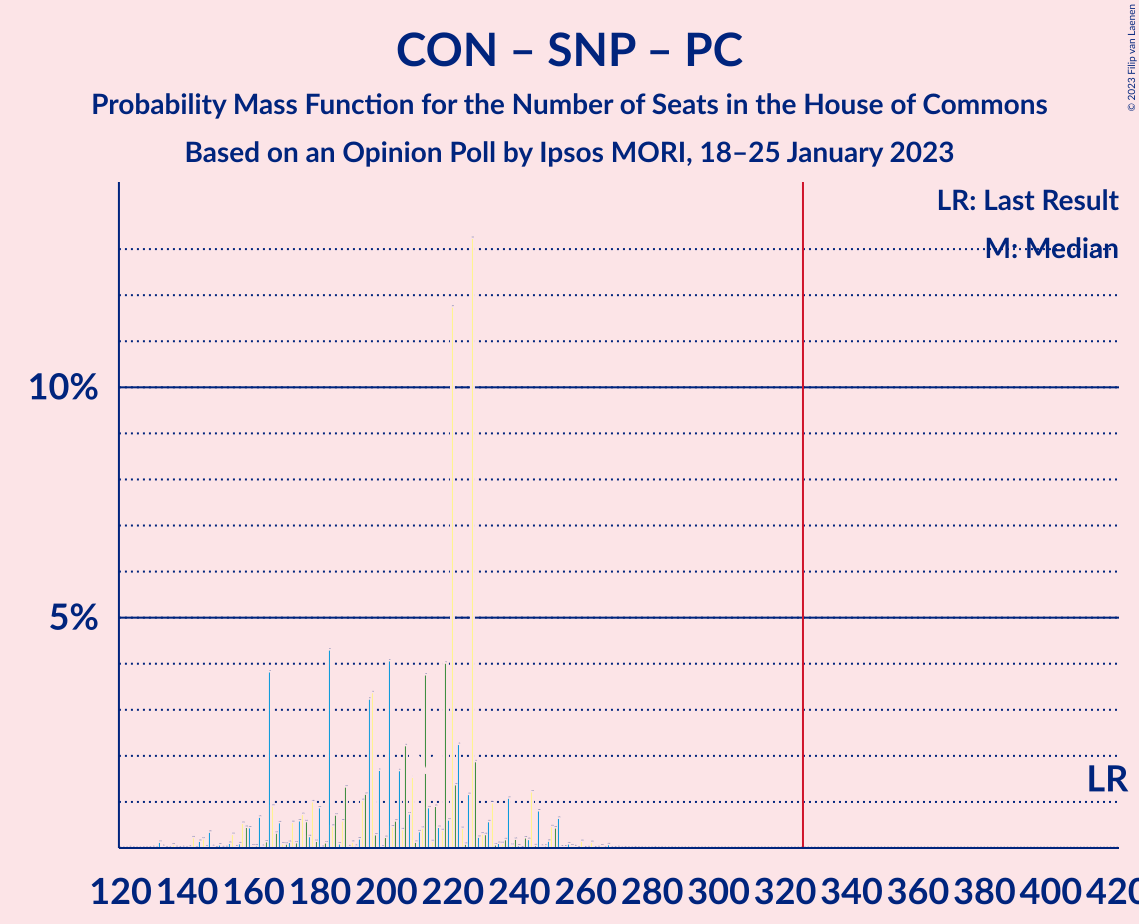 CON – SNP – PC
Probability Mass Function for the Number of Seats in the House of Commons
Based on an Opinion Poll by Ipsos MORI, 18–25 January 2023
© 2023 Filip van Laenen
LR: Last Result
M: Median
10%
5%
LR
120 140 160 180 200 220 240 260 280 300 320 340 360 380 400 420